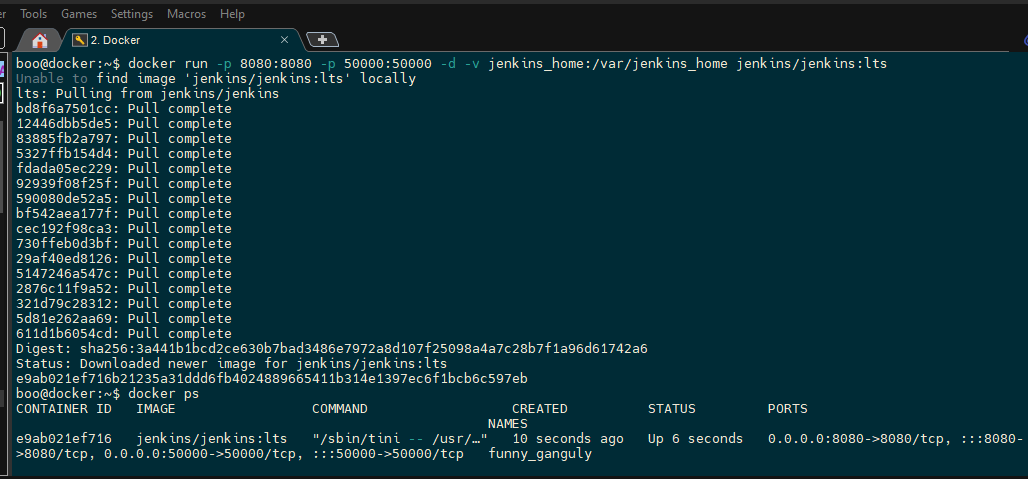 Tools Games Settings Macros Help
2. Docker
boo@docker:~$ docker run -p 8080:8080 -p 50000:50000 -d -v jenkins_home:/var/jenkins_home jenkins/jenkins:lts
Unable to find image 'jenkins/jenkins:lts' locally
lts: Pulling from jenkins/jenkins
bd8f6a7501cc: Pull complete
12446dbb5de5: Pull complete
83885fb2a797: Pull complete
5327ffb154d4: Pull complete
fdada05ec229: Pull complete
92939f08f25f: Pull complete
590080de52a5: Pull complete
bf542aea177f: Pull complete
cec192f98ca3: Pull complete
730ffeb0d3bf: Pull complete
29af40ed8126: Pull complete
5147246a547c: Pull complete
2876c11f9a52: Pull complete
321d79c28312: Pull complete
5d81e262aa69: Pull complete
611d1b6054cd: Pull complete
Digest: sha256:3a441b1bcd2ce630b7bad3486e7972a8d107f25098a4a7c28b7f1a96d61742a6
Status: Downloaded newer image for jenkins/jenkins:lts
e9ab021ef716b21235a31ddd6fb4024889665411b314e1397ec6f1bcb6c597eb
boo@docker:~$ docker ps
CONTAINER ID   IMAGE                 COMMAND                  CREATED          STATUS         PORTS
NAMES
e9ab021ef716   jenkins/jenkins:lts   "/sbin/tini -- /usr/…"   10 seconds ago   Up 6 seconds   0.0.0.0:8080->8080/tcp, :::8080-
>8080/tcp, 0.0.0.0:50000->50000/tcp, :::50000->50000/tcp   funny_ganguly